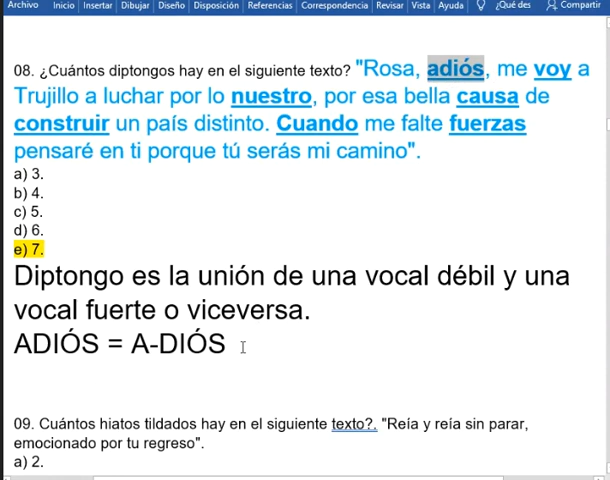 Archivo Inicio Insertar Dibujar Diseño Disposición Referencias Correspondencia Revisar Vista Ayuda ¿Qué des Compartir
08. ¿Cuántos diptongos hay en el siguiente texto? "Rosa, adiós, me voy a
Trujillo a luchar por lo nuestro, por esa bella causa de
construir un país distinto. Cuando me falte fuerzas
pensaré en ti porque tú serás mi camino".
a) 3.
b) 4.
c) 5.
d) 6.
e) 7.
Diptongo es la unión de una vocal débil y una
vocal fuerte o viceversa.
ADIÓS = A-DIÓS
09. Cuántos hiatos tildados hay en el siguiente texto?. "Reía y reía sin parar,
emocionado por tu regreso".
a) 2.